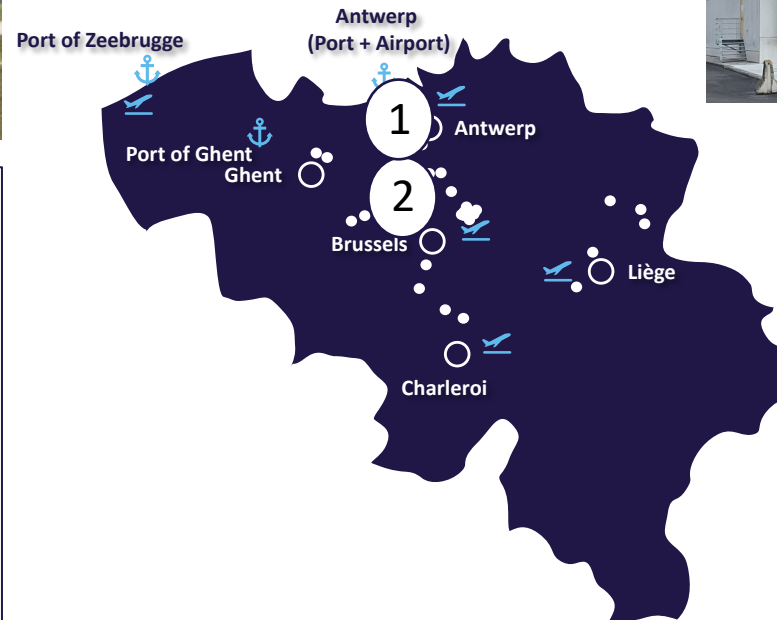 Antwerp
(Port + Airport)
Port of Zeebrugge
1
Antwerp
Port of Ghent
Ghent
2
Brussels
Liège
Charleroi